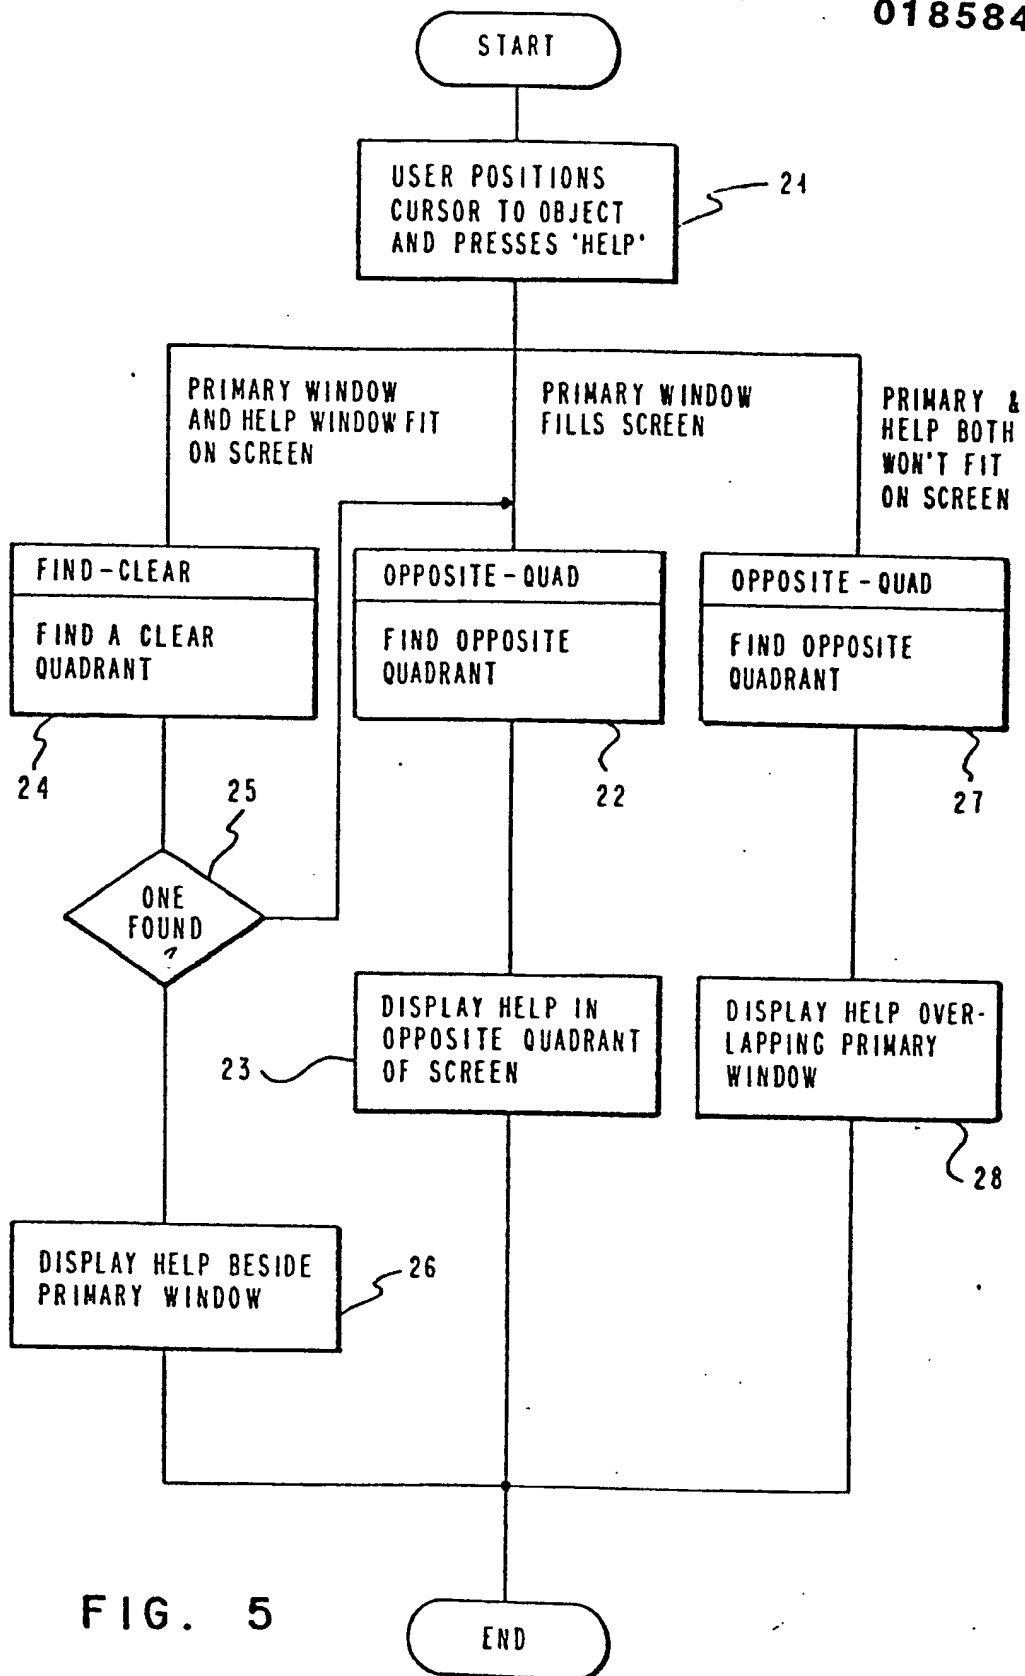 018584
START
USER POSITIONS
CURSOR TO OBJECT
AND PRESSES 'HELP'
21
PRIMARY WINDOW
AND HELP WINDOW FIT
ON SCREEN
PRIMARY WINDOW
FILLS SCREEN
PRIMARY &
HELP BOTH
WON'T FIT
ON SCREEN
FIND-CLEAR
FIND A CLEAR
QUADRANT
24
OPPOSITE-QUAD
FIND OPPOSITE
QUADRANT
22
OPPOSITE-QUAD
FIND OPPOSITE
QUADRANT
27
25
ONE
FOUND
?
DISPLAY HELP IN
OPPOSITE QUADRANT
OF SCREEN
23
DISPLAY HELP OVER-
LAPPING PRIMARY
WINDOW
28
DISPLAY HELP BESIDE
PRIMARY WINDOW
26
FIG. 5
END